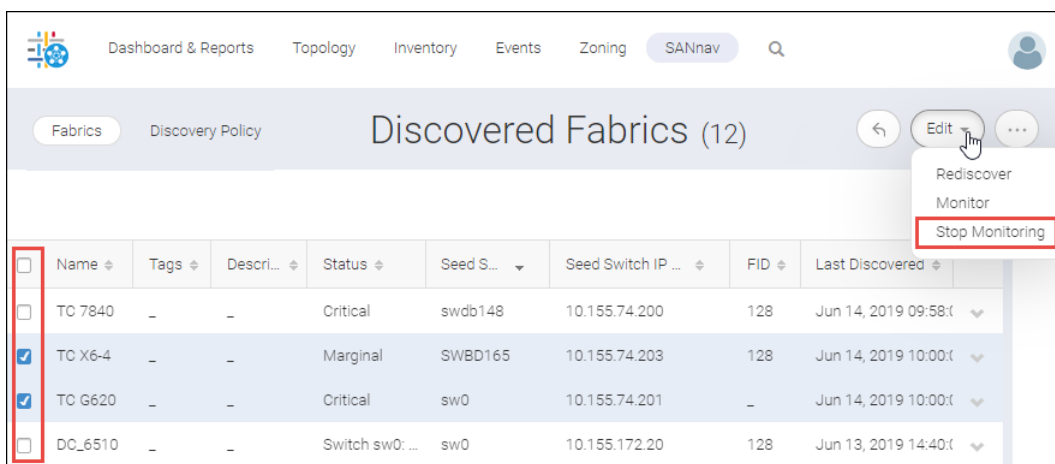 Dashboard & Reports Topology Inventory Events Zoning SANnav
Fabrics Discovery Policy Discovered Fabrics (12) Edit ...
Rediscover
Monitor
Stop Monitoring
Name Tags Descri... Status Seed S... Seed Switch IP ... FID Last Discovered
TC 7840 _ _ Critical swdb148 10.155.74.200 128 Jun 14, 2019 09:58:(
TC X6-4 _ _ Marginal SWBD165 10.155.74.203 128 Jun 14, 2019 10:00:(
TC G620 _ _ Critical sw0 10.155.74.201 _ Jun 14, 2019 10:00:(
DC_6510 _ _ Switch sw0: ... sw0 10.155.172.20 128 Jun 13, 2019 14:40:(